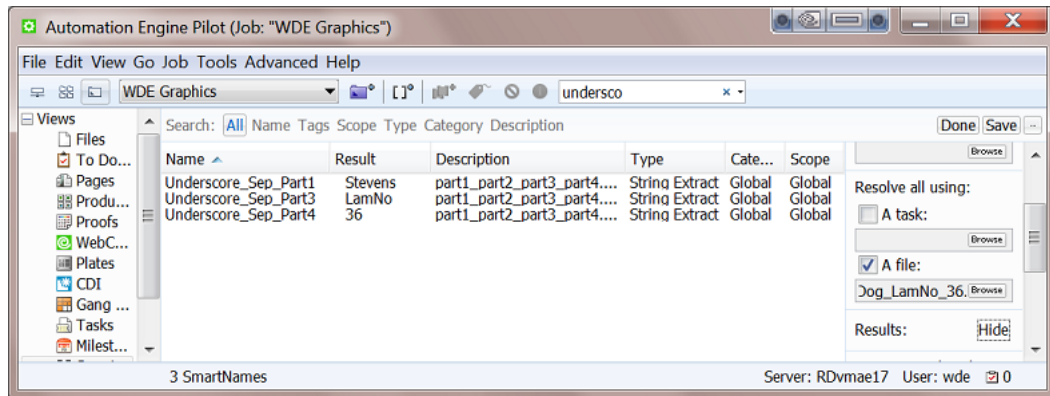 Automation Engine Pilot (Job: "WDE Graphics")
File Edit View Go Job Tools Advanced Help
WDE Graphics
undersco
Views
Files
To Do...
Pages
Produ...
Proofs
WebC...
Plates
CDI
Gang ...
Tasks
Milest...
Search: All Name Tags Scope Type Category Description
Done Save
Name Result Description Type Cate... Scope
Underscore_Sep_Part1 Stevens part1_part2_part3_part4.... String Extract Global Global
Underscore_Sep_Part3 LamNo part1_part2_part3_part4.... String Extract Global Global
Underscore_Sep_Part4 36 part1_part2_part3_part4.... String Extract Global Global
Browse
Resolve all using:
A task:
Browse
A file:
Dog_LamNo_36. Browse
Results: Hide
3 SmartNames
Server: RDvmae17 User: wde 0